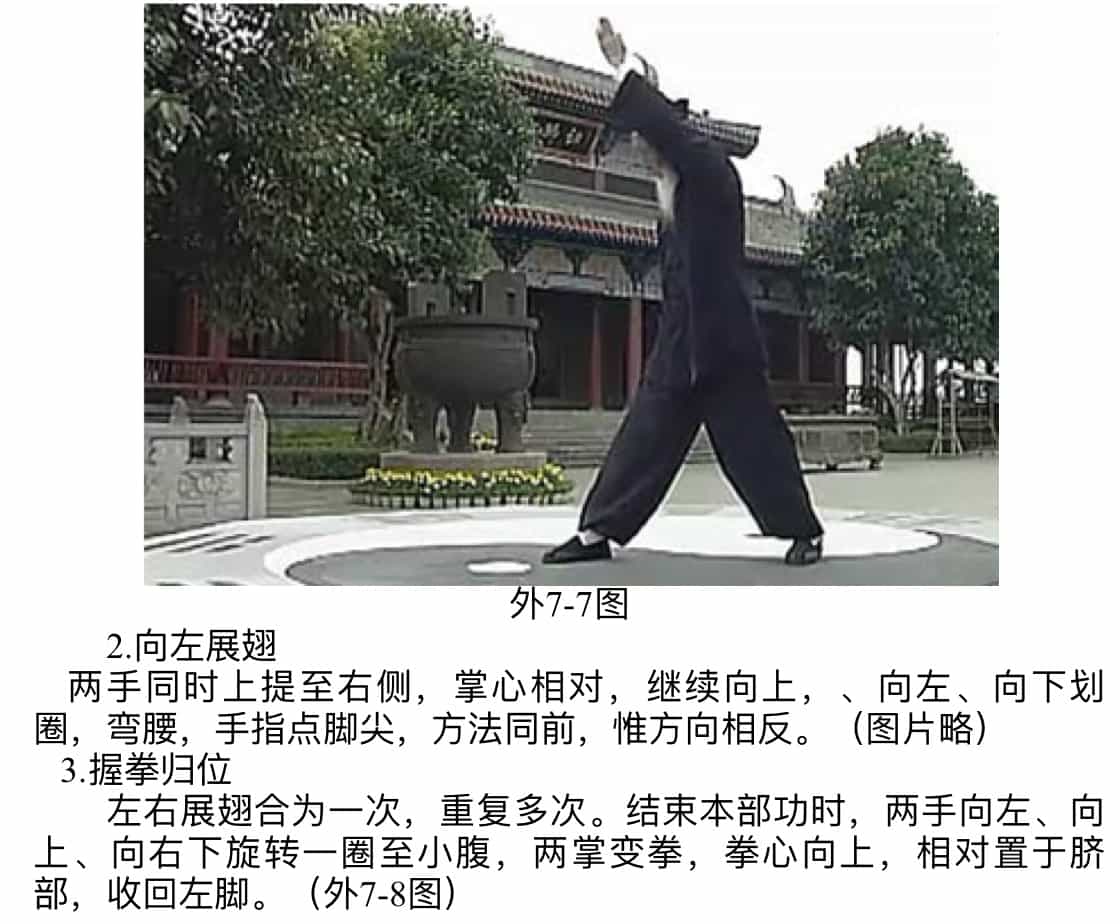 外7-7图
2.向左展翅
两手同时上提至右侧，掌心相对，继续向上，、向左、向下划
圈，弯腰，手指点脚尖，方法同前，惟方向相反。（图片略）
3.握拳归位
左右展翅合为一次，重复多次。结束本部功时，两手向左、向
上、向右下旋转一圈至小腹，两掌变拳，拳心向上，相对置于脐
部，收回左脚。（外7-8图）